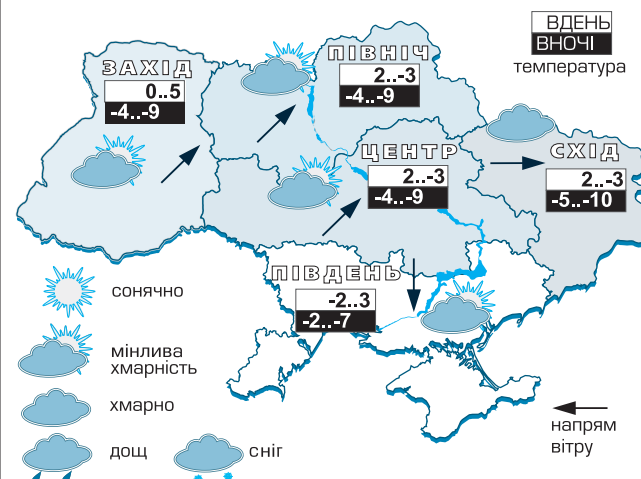 ВДЕНЬ
ВНОЧІ
температура
ЗАХІД
0..5
-4..-9
ПІВНІЧ
2..-3
-4..-9
ЦЕНТР
2..-3
-4..-9
СХІД
2..-3
-5..-10
ПІВДЕНЬ
-2..3
-2..-7
сонячно
мінлива
хмарність
хмарно
дощ
сніг
напрям
вітру